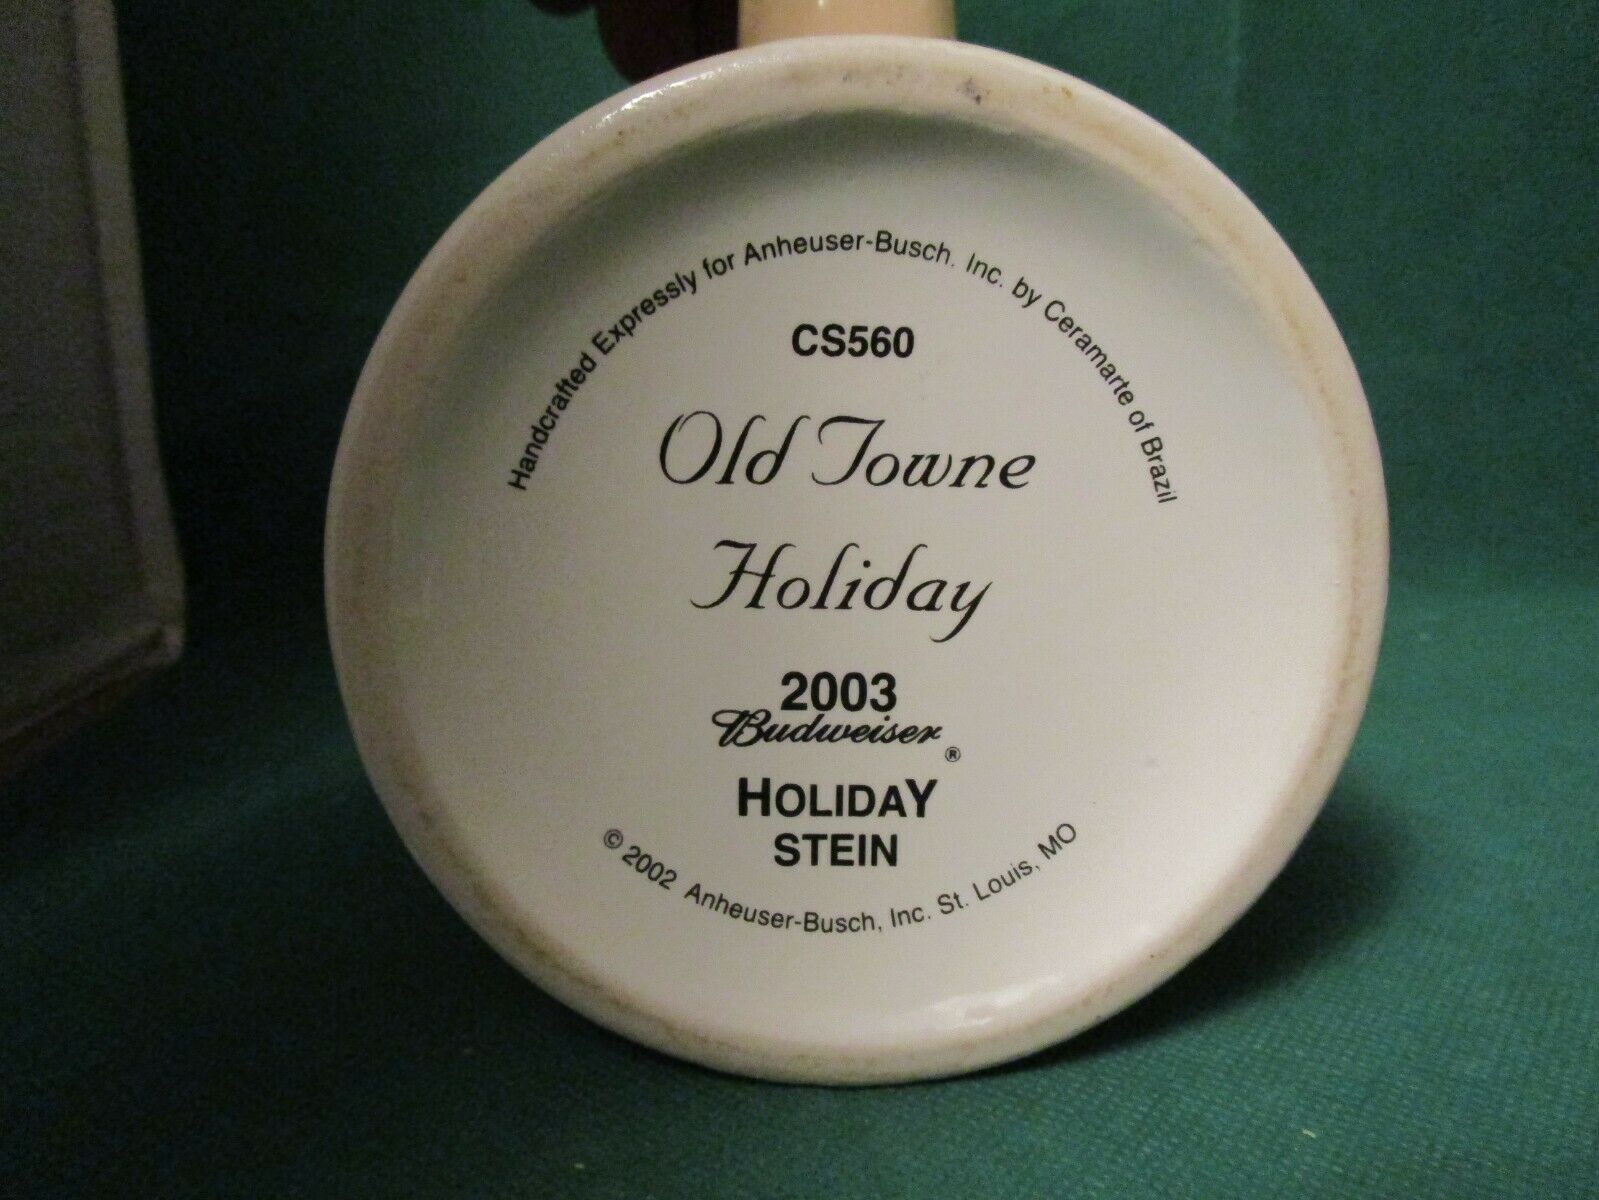 Handcrafted Expressly for Anheuser-Busch. Inc. by Ceramarte of Brazil
CS560
Old Towne
Holiday
2003
Budweiser®
HOLIDAY
STEIN
© 2002 Anheuser-Busch, Inc. St. Louis, MO